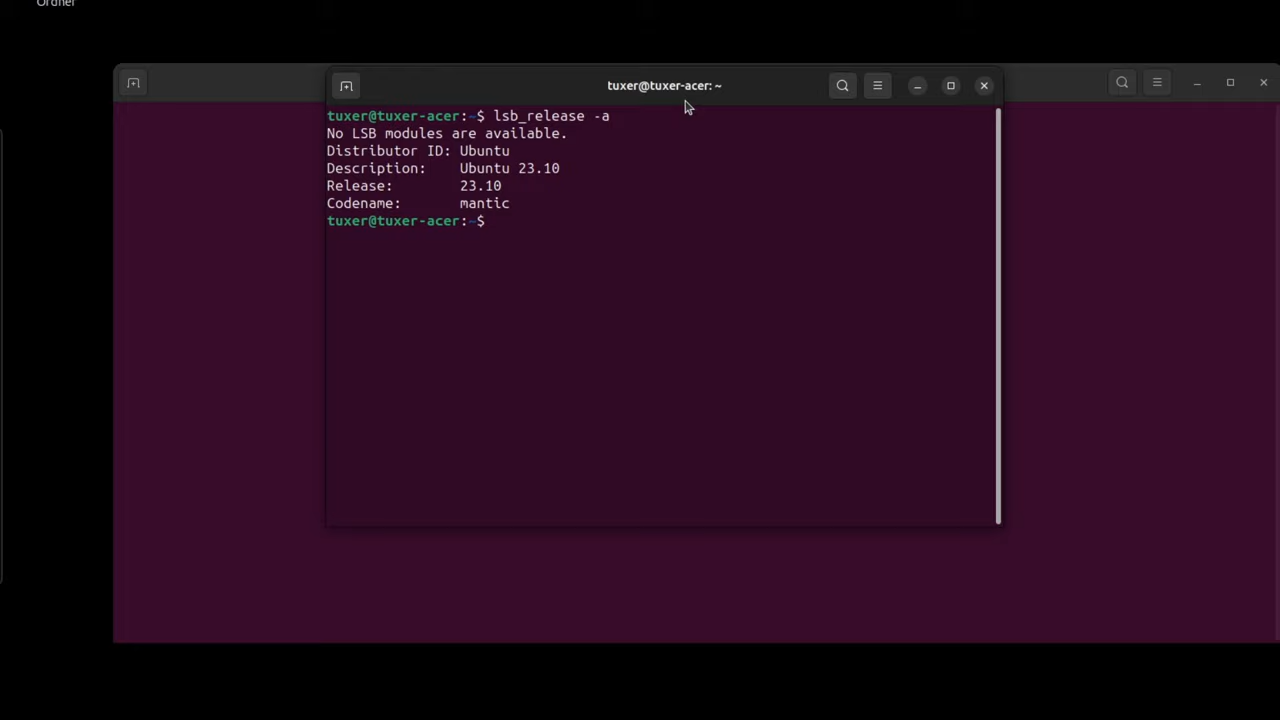 Ordner
tuxer@tuxer-acer: ~
tuxer@tuxer-acer:~$ lsb_release -a
No LSB modules are available.
Distributor ID: Ubuntu
Description:    Ubuntu 23.10
Release:        23.10
Codename:       mantic
tuxer@tuxer-acer:~$